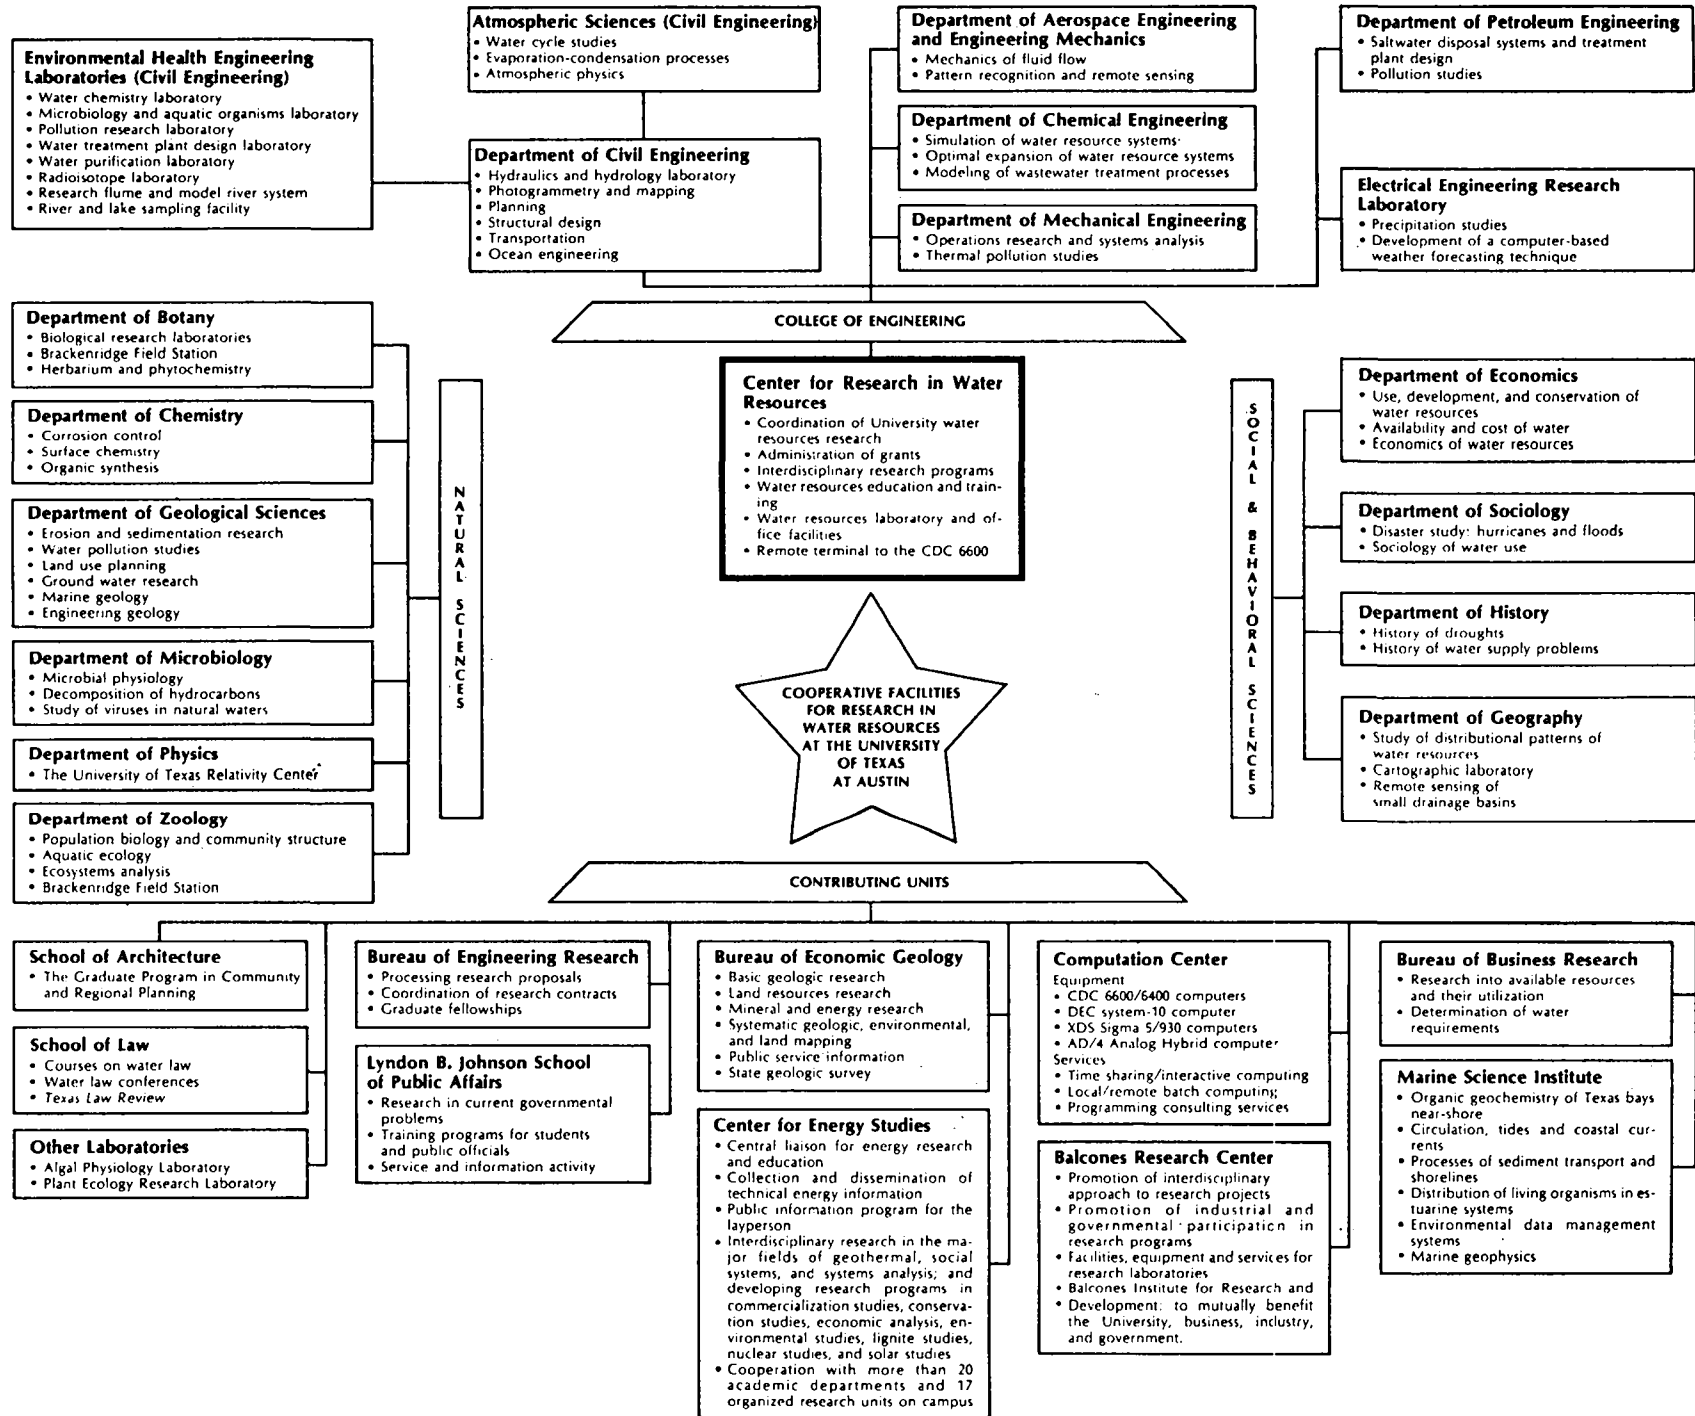 Environmental Health Engineering
Laboratories (Civil Engineering)
• Water chemistry laboratory
• Microbiology and aquatic organisms laboratory
• Pollution research laboratory
• Water treatment plant design laboratory
• Water purification laboratory
• Radioisotope laboratory
• Research flume and model river system
• River and lake sampling facility
Atmospheric Sciences (Civil Engineering)
• Water cycle studies
• Evaporation-condensation processes
• Atmospheric physics
Department of Civil Engineering
• Hydraulics and hydrology laboratory
• Photogrammetry and mapping
• Planning
• Structural design
• Transportation
• Ocean engineering
Department of Aerospace Engineering
and Engineering Mechanics
• Mechanics of fluid flow
• Pattern recognition and remote sensing
Department of Chemical Engineering
• Simulation of water resource systems
• Optimal expansion of water resource systems
• Modeling of wastewater treatment processes
Department of Mechanical Engineering
• Operations research and systems analysis
• Thermal pollution studies
Department of Petroleum Engineering
• Saltwater disposal systems and treatment
plant design
• Pollution studies
Electrical Engineering Research
Laboratory
• Precipitation studies
• Development of a computer-based
weather forecasting technique
COLLEGE OF ENGINEERING
Department of Botany
• Biological research laboratories
• Brackenridge Field Station
• Herbarium and phytochemistry
Department of Chemistry
• Corrosion control
• Surface chemistry
• Organic synthesis
Department of Geological Sciences
• Erosion and sedimentation research
• Water pollution studies
• Land use planning
• Ground water research
• Marine geology
• Engineering geology
Department of Microbiology
• Microbial physiology
• Decomposition of hydrocarbons
• Study of viruses in natural waters
Department of Physics
• The University of Texas Relativity Center
Department of Zoology
• Population biology and community structure
• Aquatic ecology
• Ecosystems analysis
• Brackenridge Field Station
NATURAL SCIENCES
Center for Research in Water
Resources
• Coordination of University water
resources research
• Administration of grants
• Interdisciplinary research programs
• Water resources education and train-
ing
• Water resources laboratory and of-
fice facilities
• Remote terminal to the CDC 6600
COOPERATIVE FACILITIES
FOR RESEARCH IN
WATER RESOURCES
AT THE UNIVERSITY
OF TEXAS
AT AUSTIN
SOCIAL & BEHAVIORAL SCIENCES
Department of Economics
• Use, development, and conservation of
water resources
• Availability and cost of water
• Economics of water resources
Department of Sociology
• Disaster study: hurricanes and floods
• Sociology of water use
Department of History
• History of droughts
• History of water supply problems
Department of Geography
• Study of distributional patterns of
water resources
• Cartographic laboratory
• Remote sensing of
small drainage basins
CONTRIBUTING UNITS
School of Architecture
• The Graduate Program in Community
and Regional Planning
School of Law
• Courses on water law
• Water law conferences
• Texas Law Review
Other Laboratories
• Algal Physiology Laboratory
• Plant Ecology Research Laboratory
Bureau of Engineering Research
• Processing research proposals
• Coordination of research contracts
• Graduate fellowships
Lyndon B. Johnson School
of Public Affairs
• Research in current governmental
problems
• Training programs for students
and public officials
• Service and information activity
Bureau of Economic Geology
• Basic geologic research
• Land resources research
• Mineral and energy research
• Systematic geologic, environmental,
and land mapping
• Public service information
• State geologic survey
Center for Energy Studies
• Central liaison for energy research
and education
• Collection and dissemination of
technical energy information
• Public information program for the
layperson
• Interdisciplinary research in the ma-
jor fields of geothermal, social
systems, and systems analysis; and
developing research programs in
commercialization studies, conserva-
tion studies, economic analysis, en-
vironmental studies, lignite studies,
nuclear studies, and solar studies
• Cooperation with more than 20
academic departments and 17
organized research units on campus
Computation Center
Equipment
• CDC 6600/6400 computers
• DEC system-10 computer
• XDS Sigma 5/930 computers
• AD/4 Analog Hybrid computer
Services
• Time sharing/interactive computing
• Local/remote batch computing
• Programming consulting services
Balcones Research Center
• Promotion of interdisciplinary
approach to research projects
• Promotion of industrial and
governmental participation in
research programs
• Facilities, equipment and services for
research laboratories
• Balcones Institute for Research and
• Development: to mutually benefit
the University, business, industry,
and government.
Bureau of Business Research
• Research into available resources
and their utilization
• Determination of water
requirements
Marine Science Institute
• Organic geochemistry of Texas bays
near-shore
• Circulation, tides and coastal cur-
rents
• Processes of sediment transport and
shorelines
• Distribution of living organisms in es-
tuarine systems
• Environmental data management
systems
• Marine geophysics